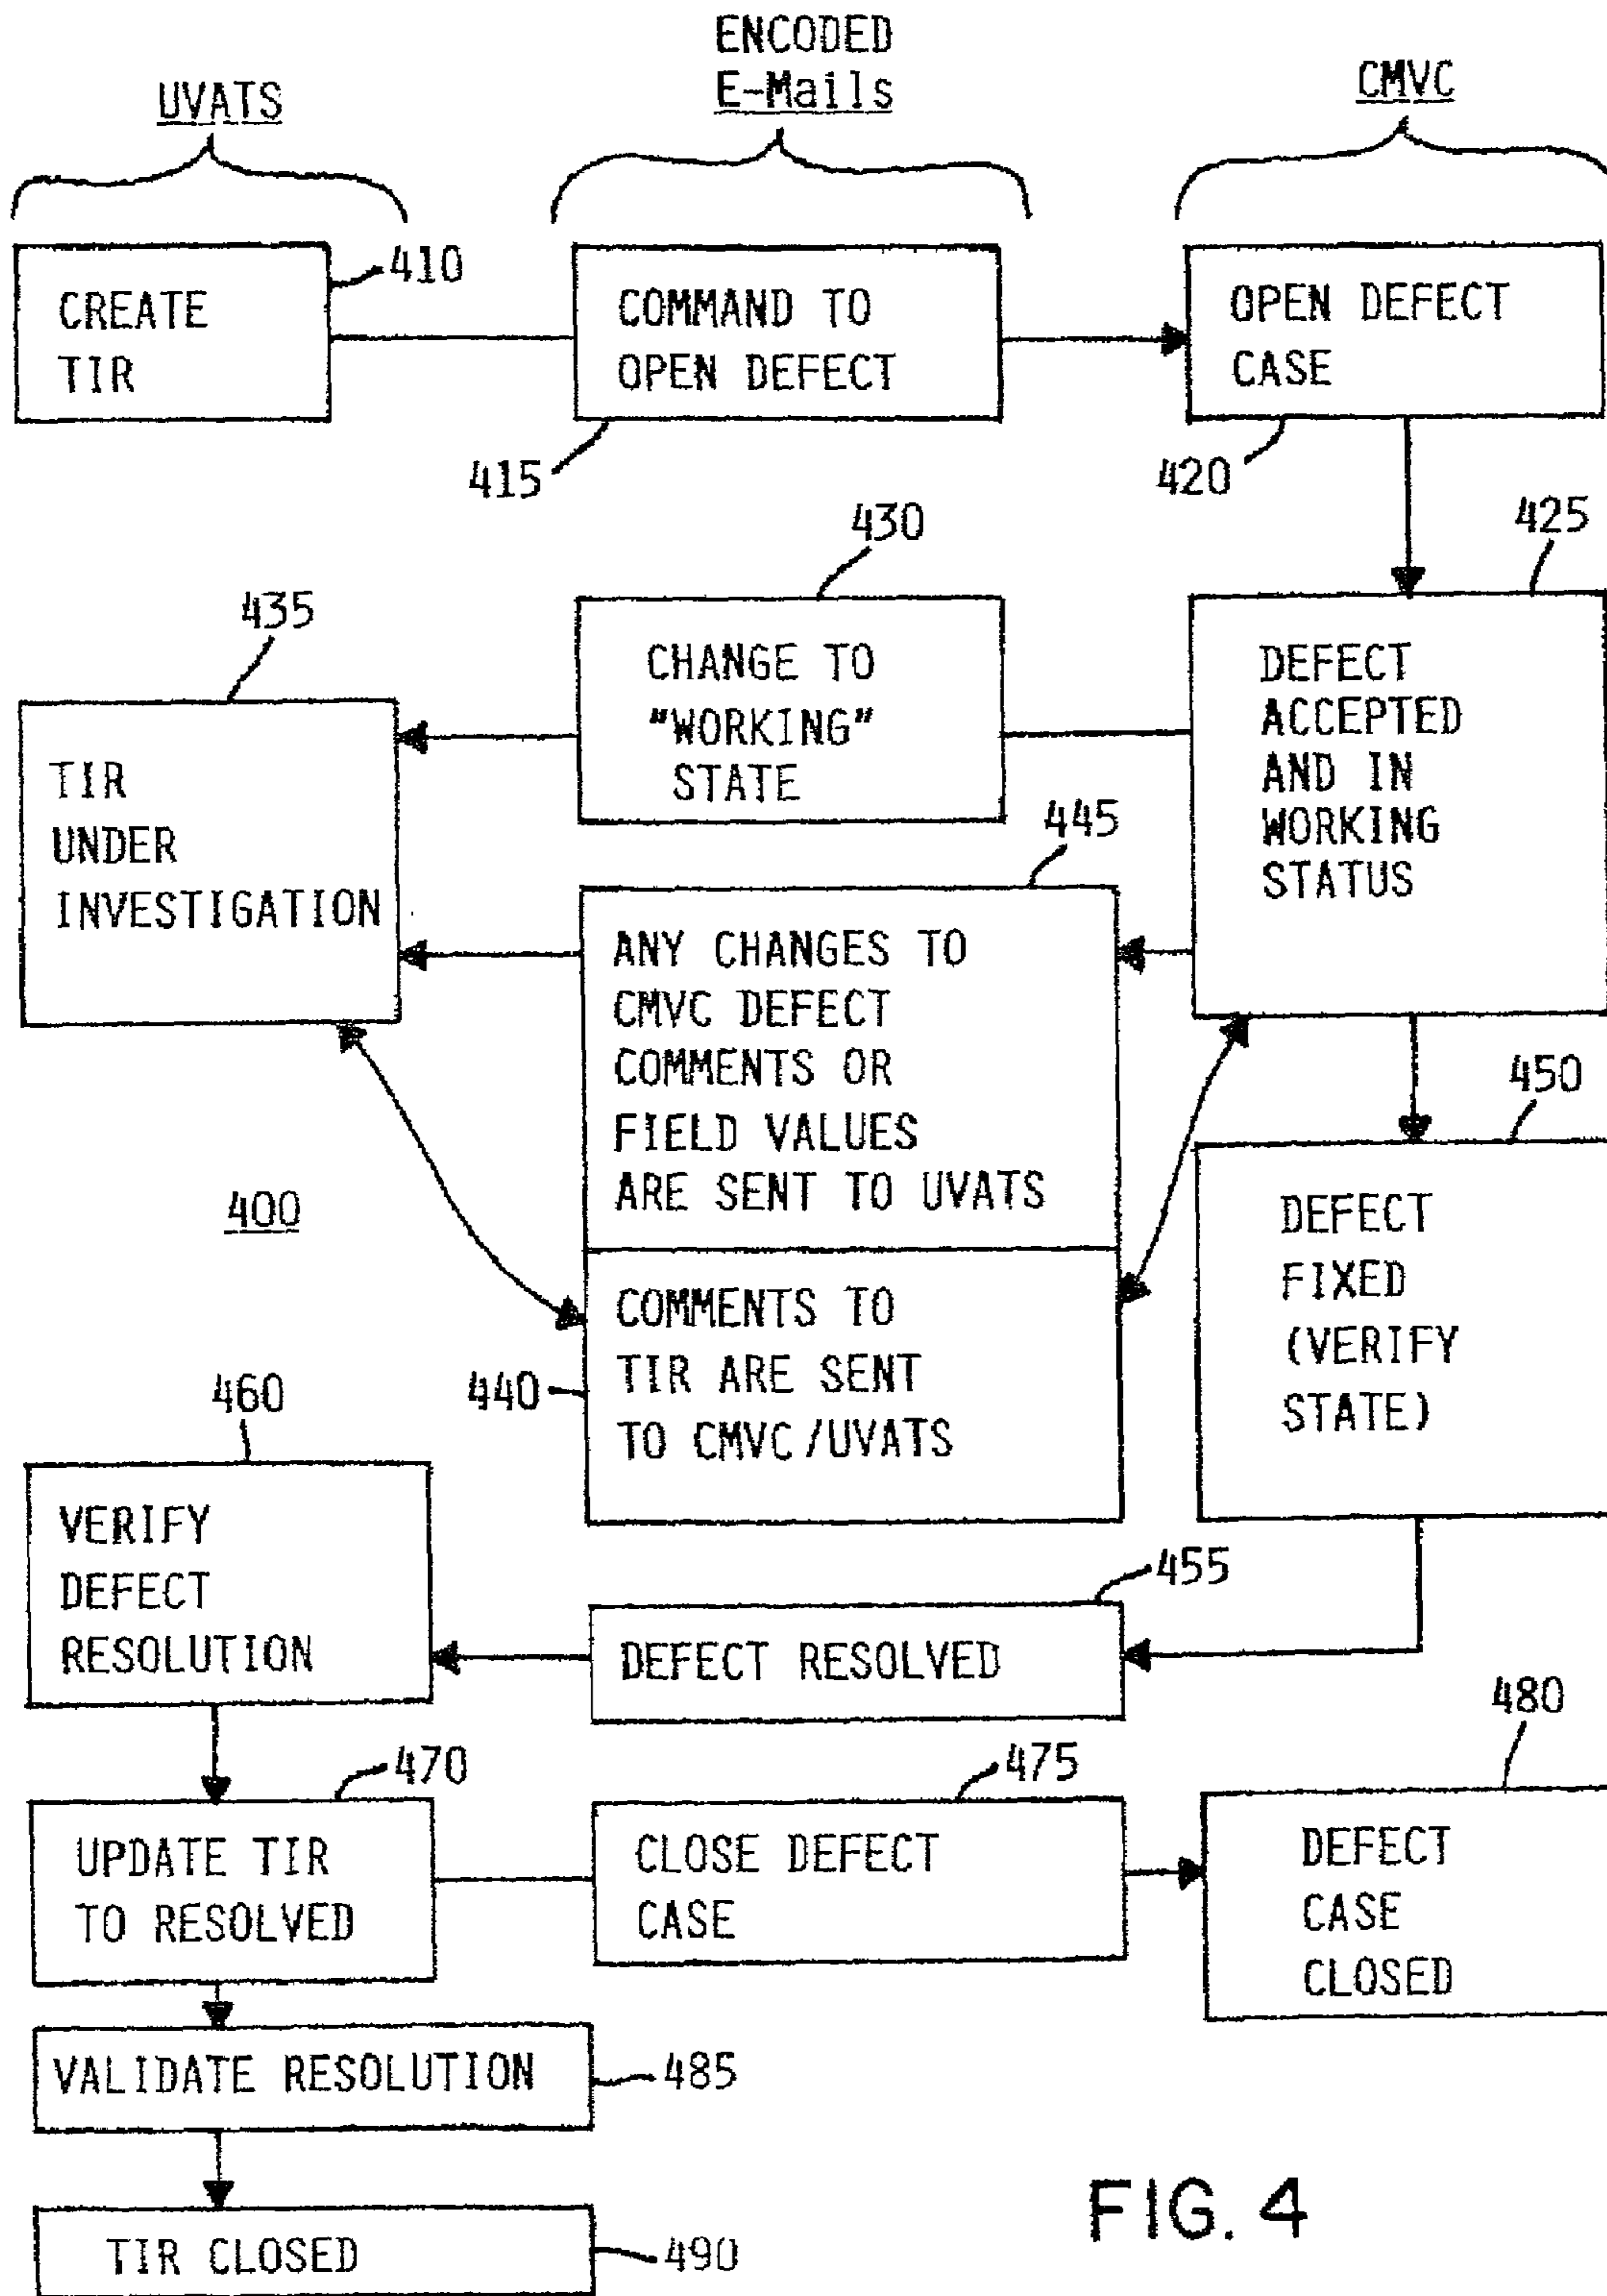 UVATS
ENCODED
E-Mails
CMVC
CREATE
TIR
410
COMMAND TO
OPEN DEFECT
415
OPEN DEFECT
CASE
420
425
430
435
CHANGE TO
"WORKING"
STATE
DEFECT
ACCEPTED
AND IN
WORKING
STATUS
TIR
UNDER
INVESTIGATION
445
ANY CHANGES TO
CMVC DEFECT
COMMENTS OR
FIELD VALUES
ARE SENT TO UVATS
450
400
DEFECT
FIXED
(VERIFY
STATE)
COMMENTS TO
TIR ARE SENT
TO CMVC/UVATS
440
460
VERIFY
DEFECT
RESOLUTION
455
DEFECT RESOLVED
480
470
475
UPDATE TIR
TO RESOLVED
CLOSE DEFECT
CASE
DEFECT
CASE
CLOSED
VALIDATE RESOLUTION
485
TIR CLOSED
490
FIG. 4